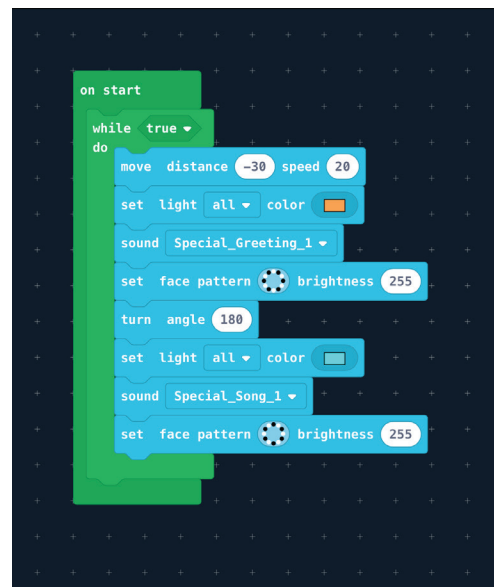 on start
while true
do
move distance -30 speed 20
set light all color
sound Special_Greeting_1
set face pattern brightness 255
turn angle 180
set light all color
sound Special_Song_1
set face pattern brightness 255